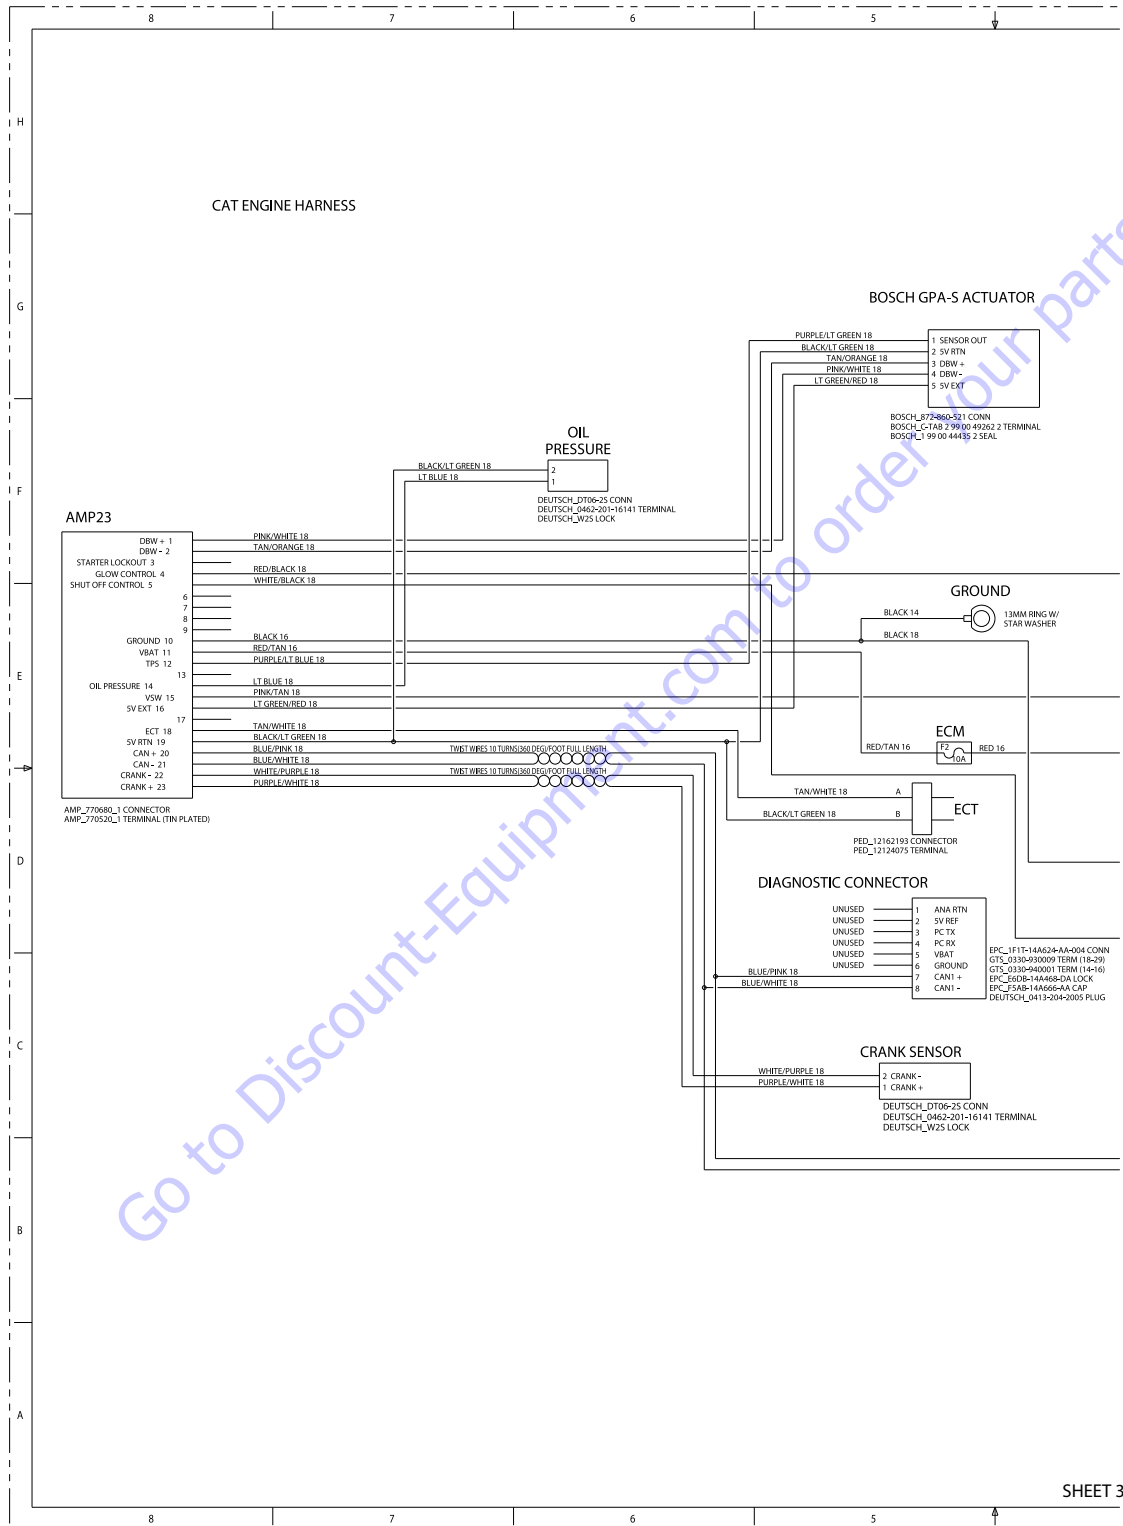 8 7 6 5
H
CAT ENGINE HARNESS
G
BOSCH GPA-S ACTUATOR
PURPLE/LT GREEN 18
BLACK/LT GREEN 18
TAN/ORANGE 18
PINK/WHITE 18
LT GREEN/RED 18
1 SENSOR OUT
2 5V RTN
3 DBW +
4 DBW -
5 5V EXT
BOSCH_872-860-521 CONN
BOSCH_C-TAB 2 99 00 49262 2 TERMINAL
BOSCH_1 99 00 44435 2 SEAL
OIL
PRESSURE
BLACK/LT GREEN 18 2
LT BLUE 18 1
DEUTSCH_DT06-2S CONN
DEUTSCH_0462-201-16141 TERMINAL
DEUTSCH_W2S LOCK
F
AMP23
DBW + 1 PINK/WHITE 18
DBW - 2 TAN/ORANGE 18
STARTER LOCKOUT 3
GLOW CONTROL 4 RED/BLACK 18
SHUT OFF CONTROL 5 WHITE/BLACK 18
6
7
8
9
GROUND 10 BLACK 16
VBAT 11 RED/TAN 16
TPS 12 PURPLE/LT BLUE 18
13
OIL PRESSURE 14 LT BLUE 18
VSW 15 PINK/TAN 18
5V EXT 16 LT GREEN/RED 18
17
ECT 18 TAN/WHITE 18
5V RTN 19 BLACK/LT GREEN 18
CAN + 20 BLUE/PINK 18 TWIST WIRES 10 TURNS(360 DEG)/FOOT FULL LENGTH
CAN - 21 BLUE/WHITE 18
CRANK - 22 WHITE/PURPLE 18 TWIST WIRES 10 TURNS(360 DEG)/FOOT FULL LENGTH
CRANK + 23 PURPLE/WHITE 18
AMP_770680_1 CONNECTOR
AMP_770520_1 TERMINAL (TIN PLATED)
E
GROUND
BLACK 14
BLACK 18
13MM RING W/
STAR WASHER
ECM
RED/TAN 16 F2 10A RED 16
TAN/WHITE 18 A
BLACK/LT GREEN 18 B
ECT
PED_12162193 CONNECTOR
PED_12124075 TERMINAL
D
DIAGNOSTIC CONNECTOR
UNUSED 1 ANA RTN
UNUSED 2 5V REF
UNUSED 3 PC TX
UNUSED 4 PC RX
UNUSED 5 VBAT
UNUSED 6 GROUND
BLUE/PINK 18 7 CAN1 +
BLUE/WHITE 18 8 CAN1 -
EPC_1F1T-14A624-AA-004 CONN
GTS_0330-930009 TERM (18-29)
GTS_0330-940001 TERM (14-16)
EPC_E6DB-14A468-DA LOCK
EPC_F5AB-14A666-AA CAP
DEUTSCH_0413-204-2005 PLUG
C
CRANK SENSOR
WHITE/PURPLE 18 2 CRANK -
PURPLE/WHITE 18 1 CRANK +
DEUTSCH_DT06-2S CONN
DEUTSCH_0462-201-16141 TERMINAL
DEUTSCH_W2S LOCK
B
A
SHEET 3
8 7 6 5
Go to Discount-Equipment.com to order your parts